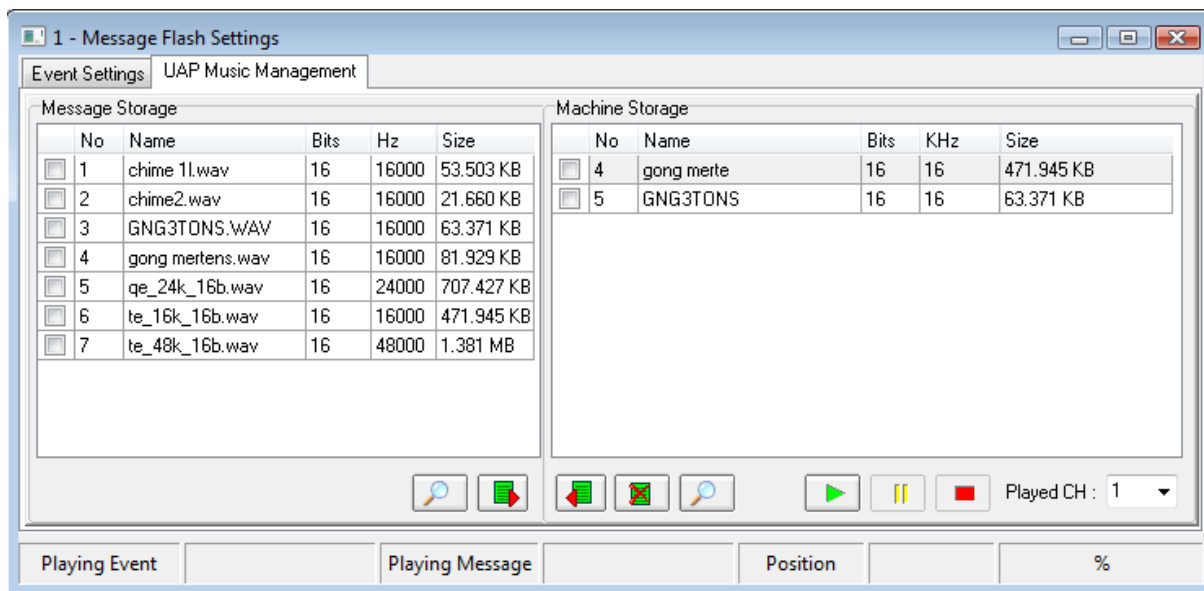 1 - Message Flash Settings
Event Settings UAP Music Management
Message Storage
No Name Bits Hz Size
1 chime 1l.wav 16 16000 53.503 KB
2 chime2.wav 16 16000 21.660 KB
3 GNG3TONS.WAV 16 16000 63.371 KB
4 gong mertens.wav 16 16000 81.929 KB
5 qe_24k_16b.wav 16 24000 707.427 KB
6 te_16k_16b.wav 16 16000 471.945 KB
7 te_48k_16b.wav 16 48000 1.381 MB
Machine Storage
No Name Bits KHz Size
4 gong merte 16 16 471.945 KB
5 GNG3TONS 16 16 63.371 KB
Played CH : 1
Playing Event Playing Message Position %